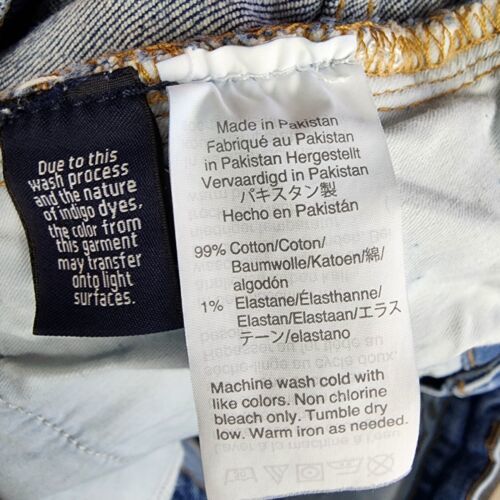 Due to this
wash process
and the nature
of indigo dyes,
the color from
this garment
may transfer
onto light
surfaces.
Made in Pakistan
Fabriqué au Pakistan
in Pakistan Hergestellt
Vervaardigd in Pakistan
パキスタン製
Hecho en Pakistán
99% Cotton/Coton/
Baumwolle/Katoen/綿/
algodón
1% Elastane/Élasthanne/
Elastan/Elastaan/エラス
テーン/elastano
Machine wash cold with
like colors. Non chlorine
bleach only. Tumble dry
low. Warm iron as needed.